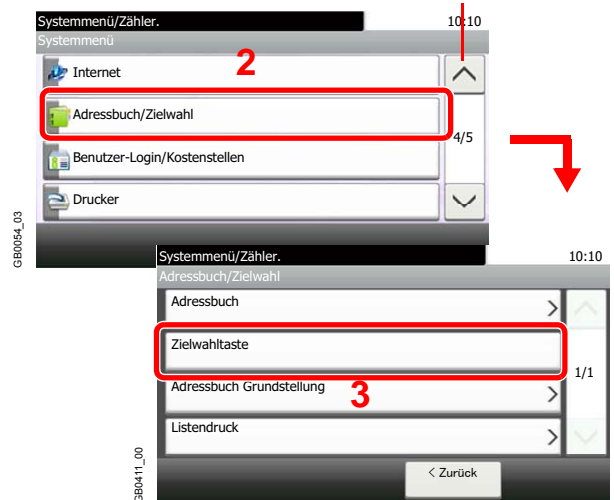 Systemmenü/Zähler.
10:10
Systemmenü
2
Internet
Adressbuch/Zielwahl
4/5
Benutzer-Login/Kostenstellen
Drucker
GB0054_03
Systemmenü/Zähler.
10:10
Adressbuch/Zielwahl
Adressbuch
Zielwahltaste
1/1
Adressbuch Grundstellung
3
Listendruck
GB0411_00
< Zurück